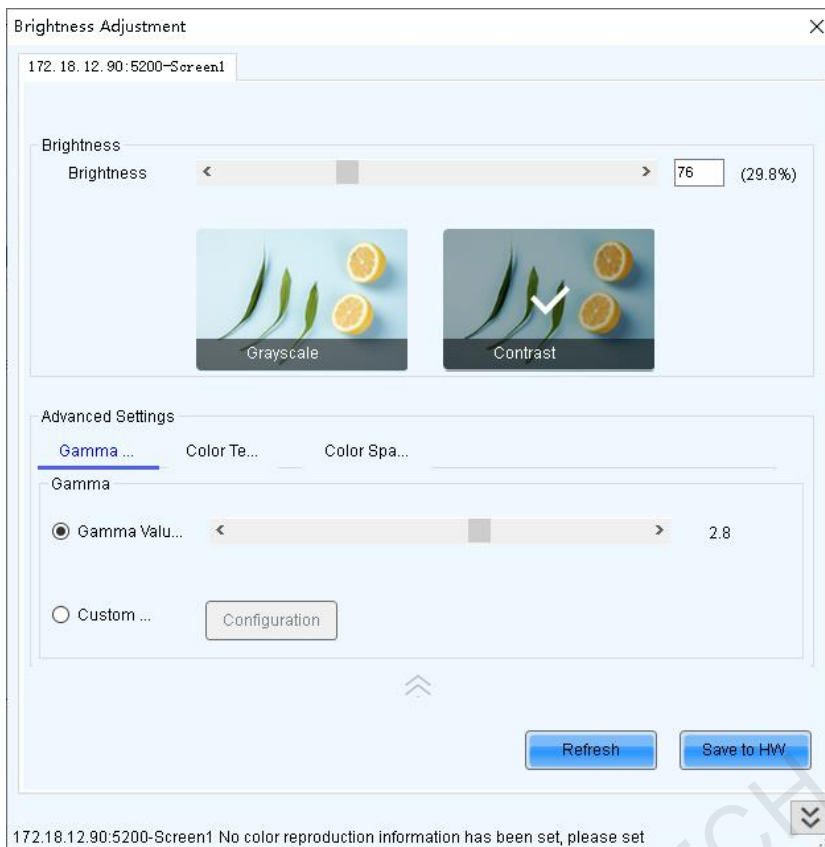 Brightness Adjustment
172.18.12.90:5200-Screen1
Brightness
Brightness 76 (29.8%)
Grayscale Contrast
Advanced Settings
Gamma ... Color Te... Color Spa...
Gamma
Gamma Valu... 2.8
Custom ... Configuration
Refresh Save to HW
172.18.12.90:5200-Screen1 No color reproduction information has been set, please set